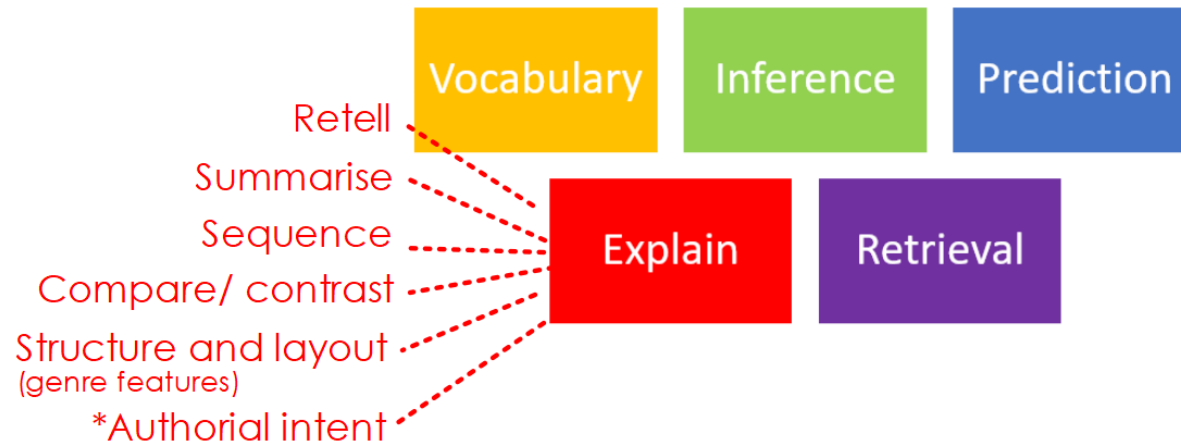 Vocabulary Inference Prediction
Retell
Summarise
Sequence
Explain Retrieval
Compare/ contrast
Structure and layout
(genre features)
*Authorial intent